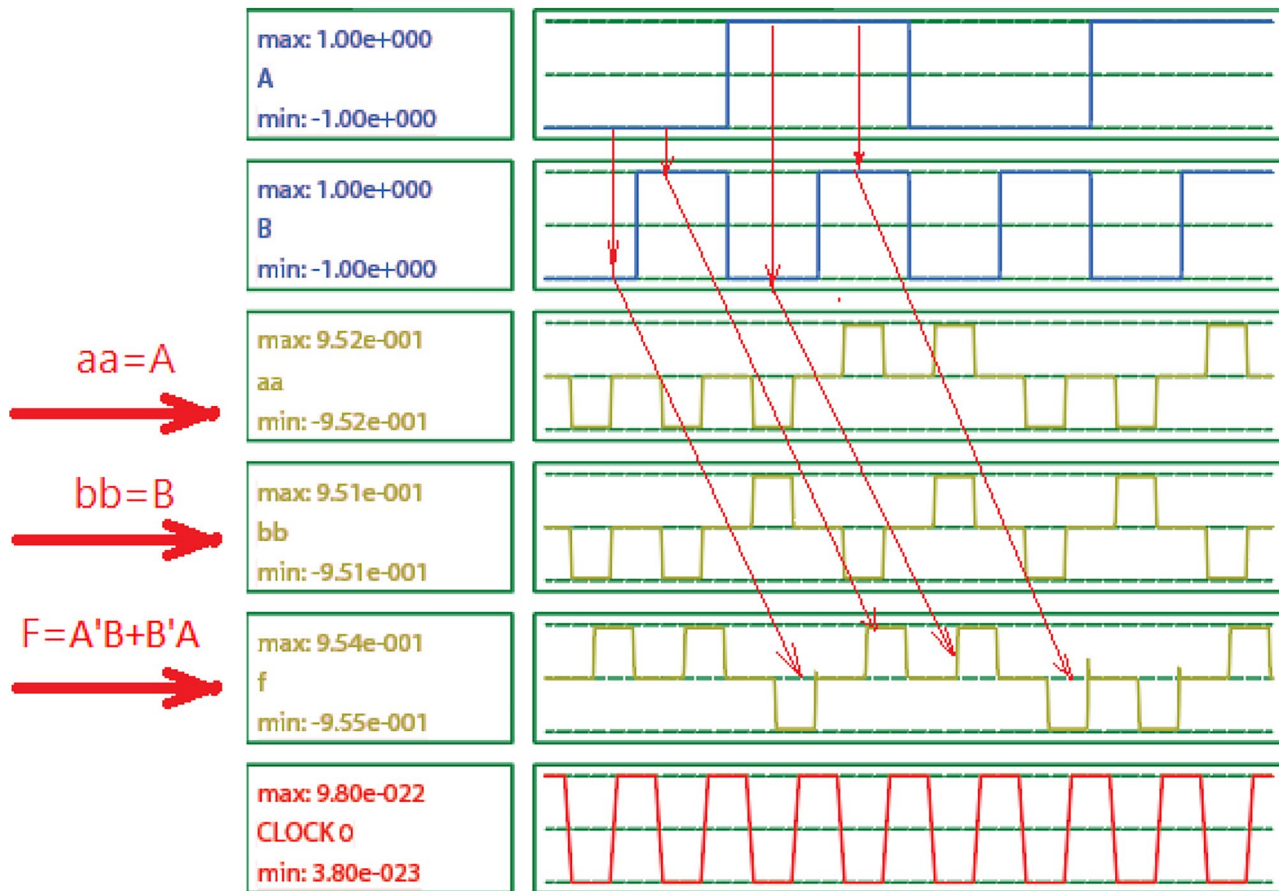 max: 1.00e+000
A
min: -1.00e+000
max: 1.00e+000
B
min: -1.00e+000
aa=A
max: 9.52e-001
aa
min: -9.52e-001
bb=B
max: 9.51e-001
bb
min: -9.51e-001
F=A'B+B'A
max: 9.54e-001
f
min: -9.55e-001
max: 9.80e-022
CLOCK 0
min: 3.80e-023